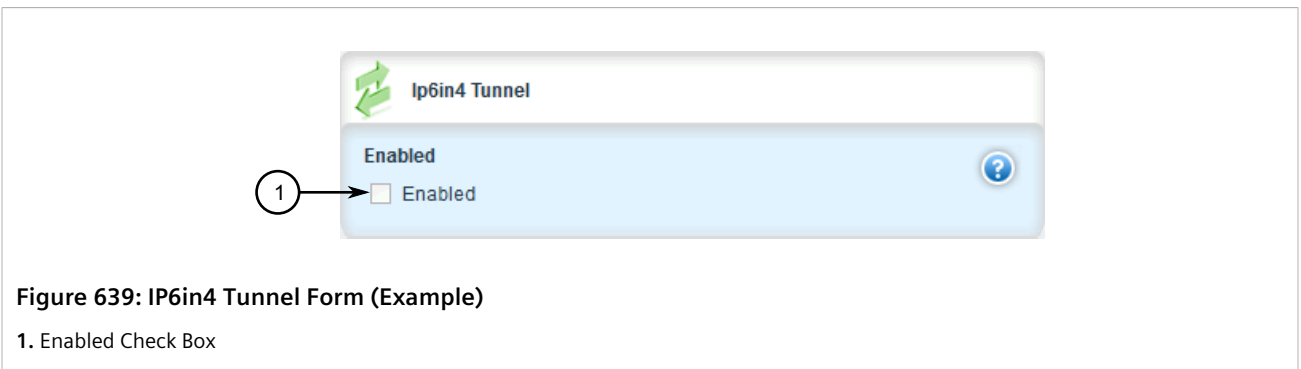 Ip6in4 Tunnel
Enabled
?
1
Enabled
Figure 639: IP6in4 Tunnel Form (Example)
1. Enabled Check Box